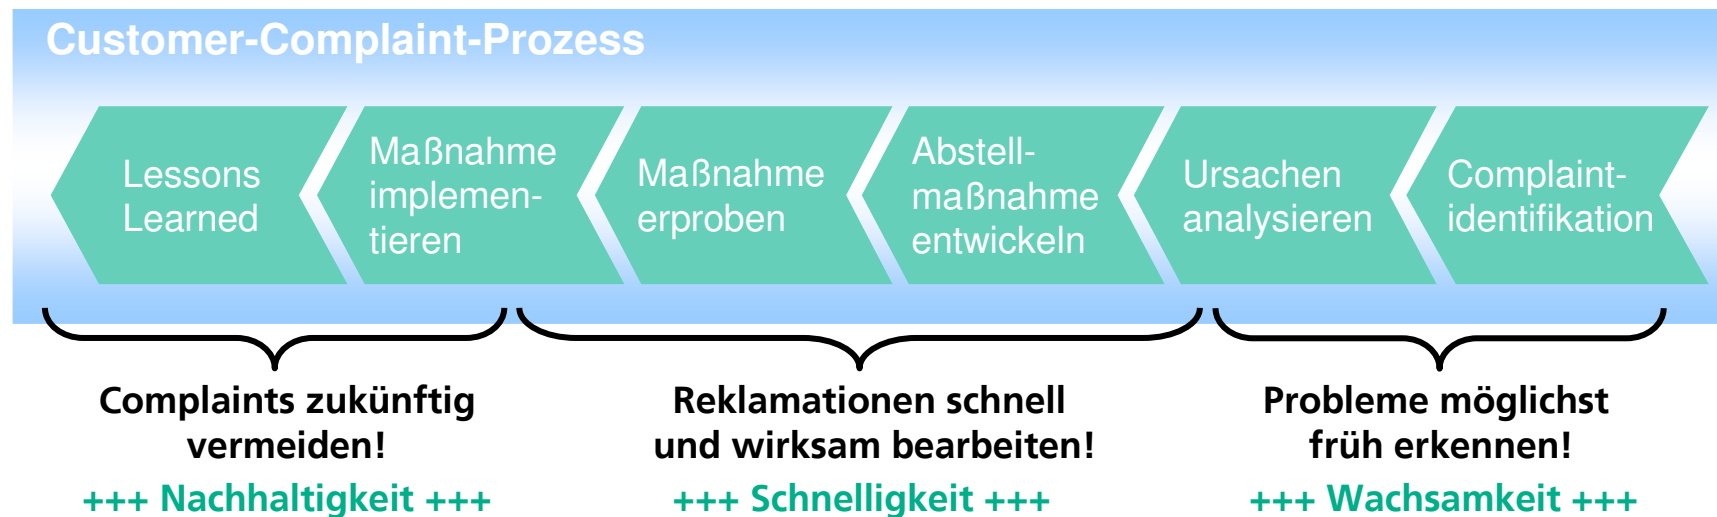 Customer-Complaint-Prozess
Lessons
Learned
Maßnahme
implemen-
tieren
Maßnahme
erproben
Abstell-
maßnahme
entwickeln
Ursachen
analysieren
Complaint-
identifikation
Complaints zukünftig
vermeiden!
+++ Nachhaltigkeit +++
Reklamationen schnell
und wirksam bearbeiten!
+++ Schnelligkeit +++
Probleme möglichst
früh erkennen!
+++ Wachsamkeit +++